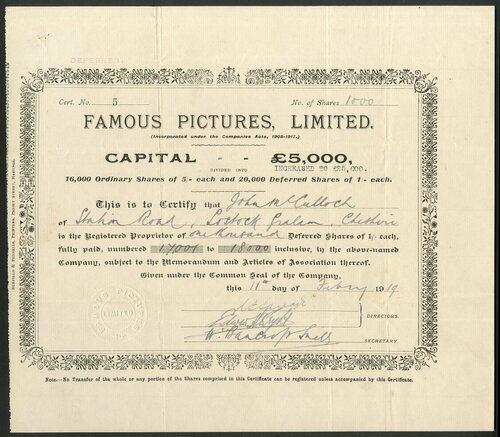 DEFERRED
Cert. No. 5 No. of Shares 1000
FAMOUS PICTURES, LIMITED.
(Incorporated under the Companies Acts, 1908-1917.)
CAPITAL - - £5,000,
INCREASED TO £25,000.
DIVIDED INTO
16,000 Ordinary Shares of 5/- each and 20,000 Deferred Shares of 1/- each.
This is to Certify that John McCulloch
of Station Road, Lostock Gralam, Cheshire
is the Registered Proprietor of one thousand Deferred Shares of 1/- each,
fully paid, numbered 17001 to 18000 inclusive, in the above-named
Company, subject to the Memorandum and Articles of Association thereof.
Given under the Common Seal of the Company,
this 11th day of Febry 1919
DIRECTORS.
SECRETARY.
FAMOUS PICTURES
LIMITED
Note.—No Transfer of the whole or any portion of the Shares comprised in this Certificate can be registered unless accompanied by this Certificate.